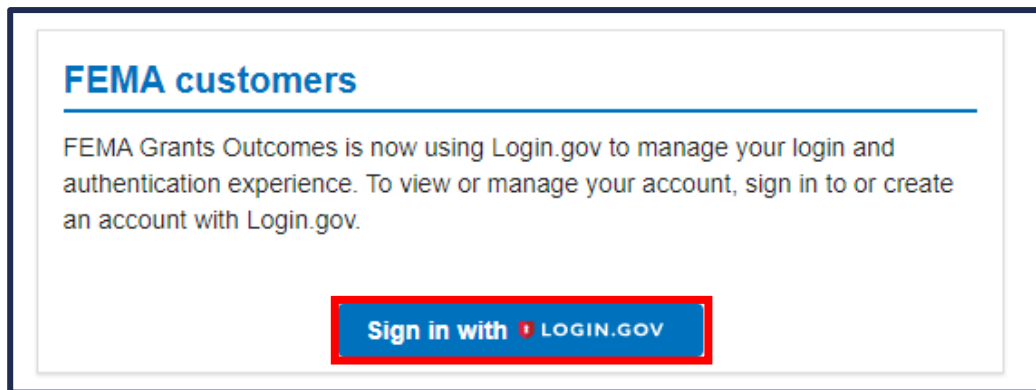 FEMA customers
FEMA Grants Outcomes is now using Login.gov to manage your login and
authentication experience. To view or manage your account, sign in to or create
an account with Login.gov.
Sign in with LOGIN.GOV